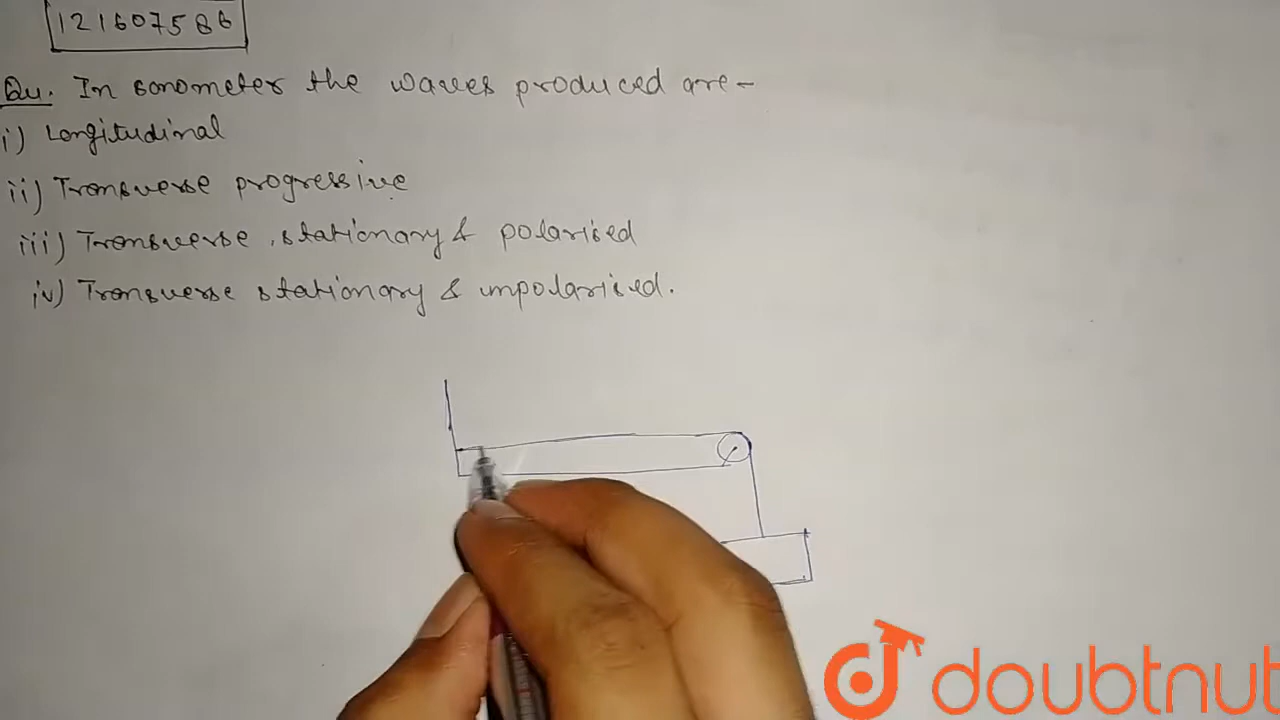 121607586
Qu. In sonometer the waves produced are-
i) Longitudinal
ii) Transverse progressive
iii) Transverse, stationary & polarised
iv) Transverse stationary & unpolarised.
doubtnut